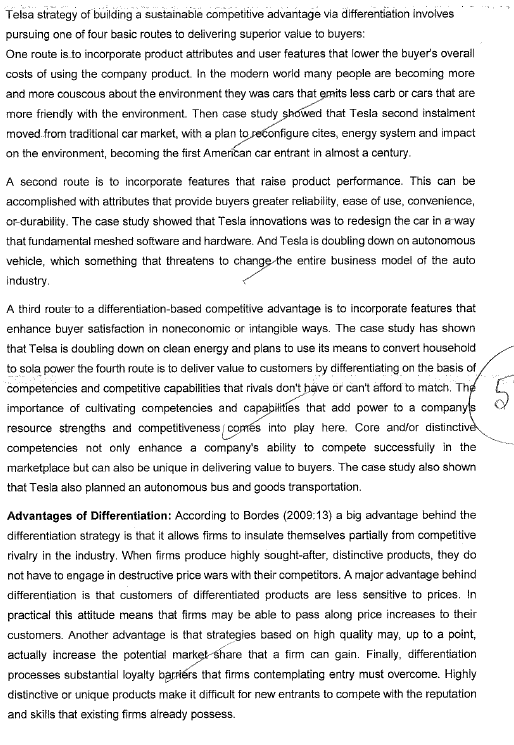 Telsa strategy of building a sustainable competitive advantage via differentiation involves
pursuing one of four basic routes to delivering superior value to buyers:
One route is to incorporate product attributes and user features that lower the buyer's overall
costs of using the company product. In the modern world many people are becoming more
and more couscous about the environment they was cars that emits less carb or cars that are
more friendly with the environment. Then case study showed that Tesla second instalment
moved from traditional car market, with a plan to reconfigure cites, energy system and impact
on the environment, becoming the first American car entrant in almost a century.
A second route is to incorporate features that raise product performance. This can be
accomplished with attributes that provide buyers greater reliability, ease of use, convenience,
or durability. The case study showed that Tesla innovations was to redesign the car in a way
that fundamental meshed software and hardware. And Tesla is doubling down on autonomous
vehicle, which something that threatens to change the entire business model of the auto
industry.
A third route to a differentiation-based competitive advantage is to incorporate features that
enhance buyer satisfaction in noneconomic or intangible ways. The case study has shown
that Telsa is doubling down on clean energy and plans to use its means to convert household
to sola power the fourth route is to deliver value to customers by differentiating on the basis of
competencies and competitive capabilities that rivals don't have or can't afford to match. The
importance of cultivating competencies and capabilities that add power to a company's
resource strengths and competitiveness comes into play here. Core and/or distinctive
competencies not only enhance a company's ability to compete successfully in the
marketplace but can also be unique in delivering value to buyers. The case study also shown
that Tesla also planned an autonomous bus and goods transportation.
5
Advantages of Differentiation: According to Bordes (2009:13) a big advantage behind the
differentiation strategy is that it allows firms to insulate themselves partially from competitive
rivalry in the industry. When firms produce highly sought-after, distinctive products, they do
not have to engage in destructive price wars with their competitors. A major advantage behind
differentiation is that customers of differentiated products are less sensitive to prices. In
practical this attitude means that firms may be able to pass along price increases to their
customers. Another advantage is that strategies based on high quality may, up to a point,
actually increase the potential market share that a firm can gain. Finally, differentiation
processes substantial loyalty barriers that firms contemplating entry must overcome. Highly
distinctive or unique products make it difficult for new entrants to compete with the reputation
and skills that existing firms already possess.